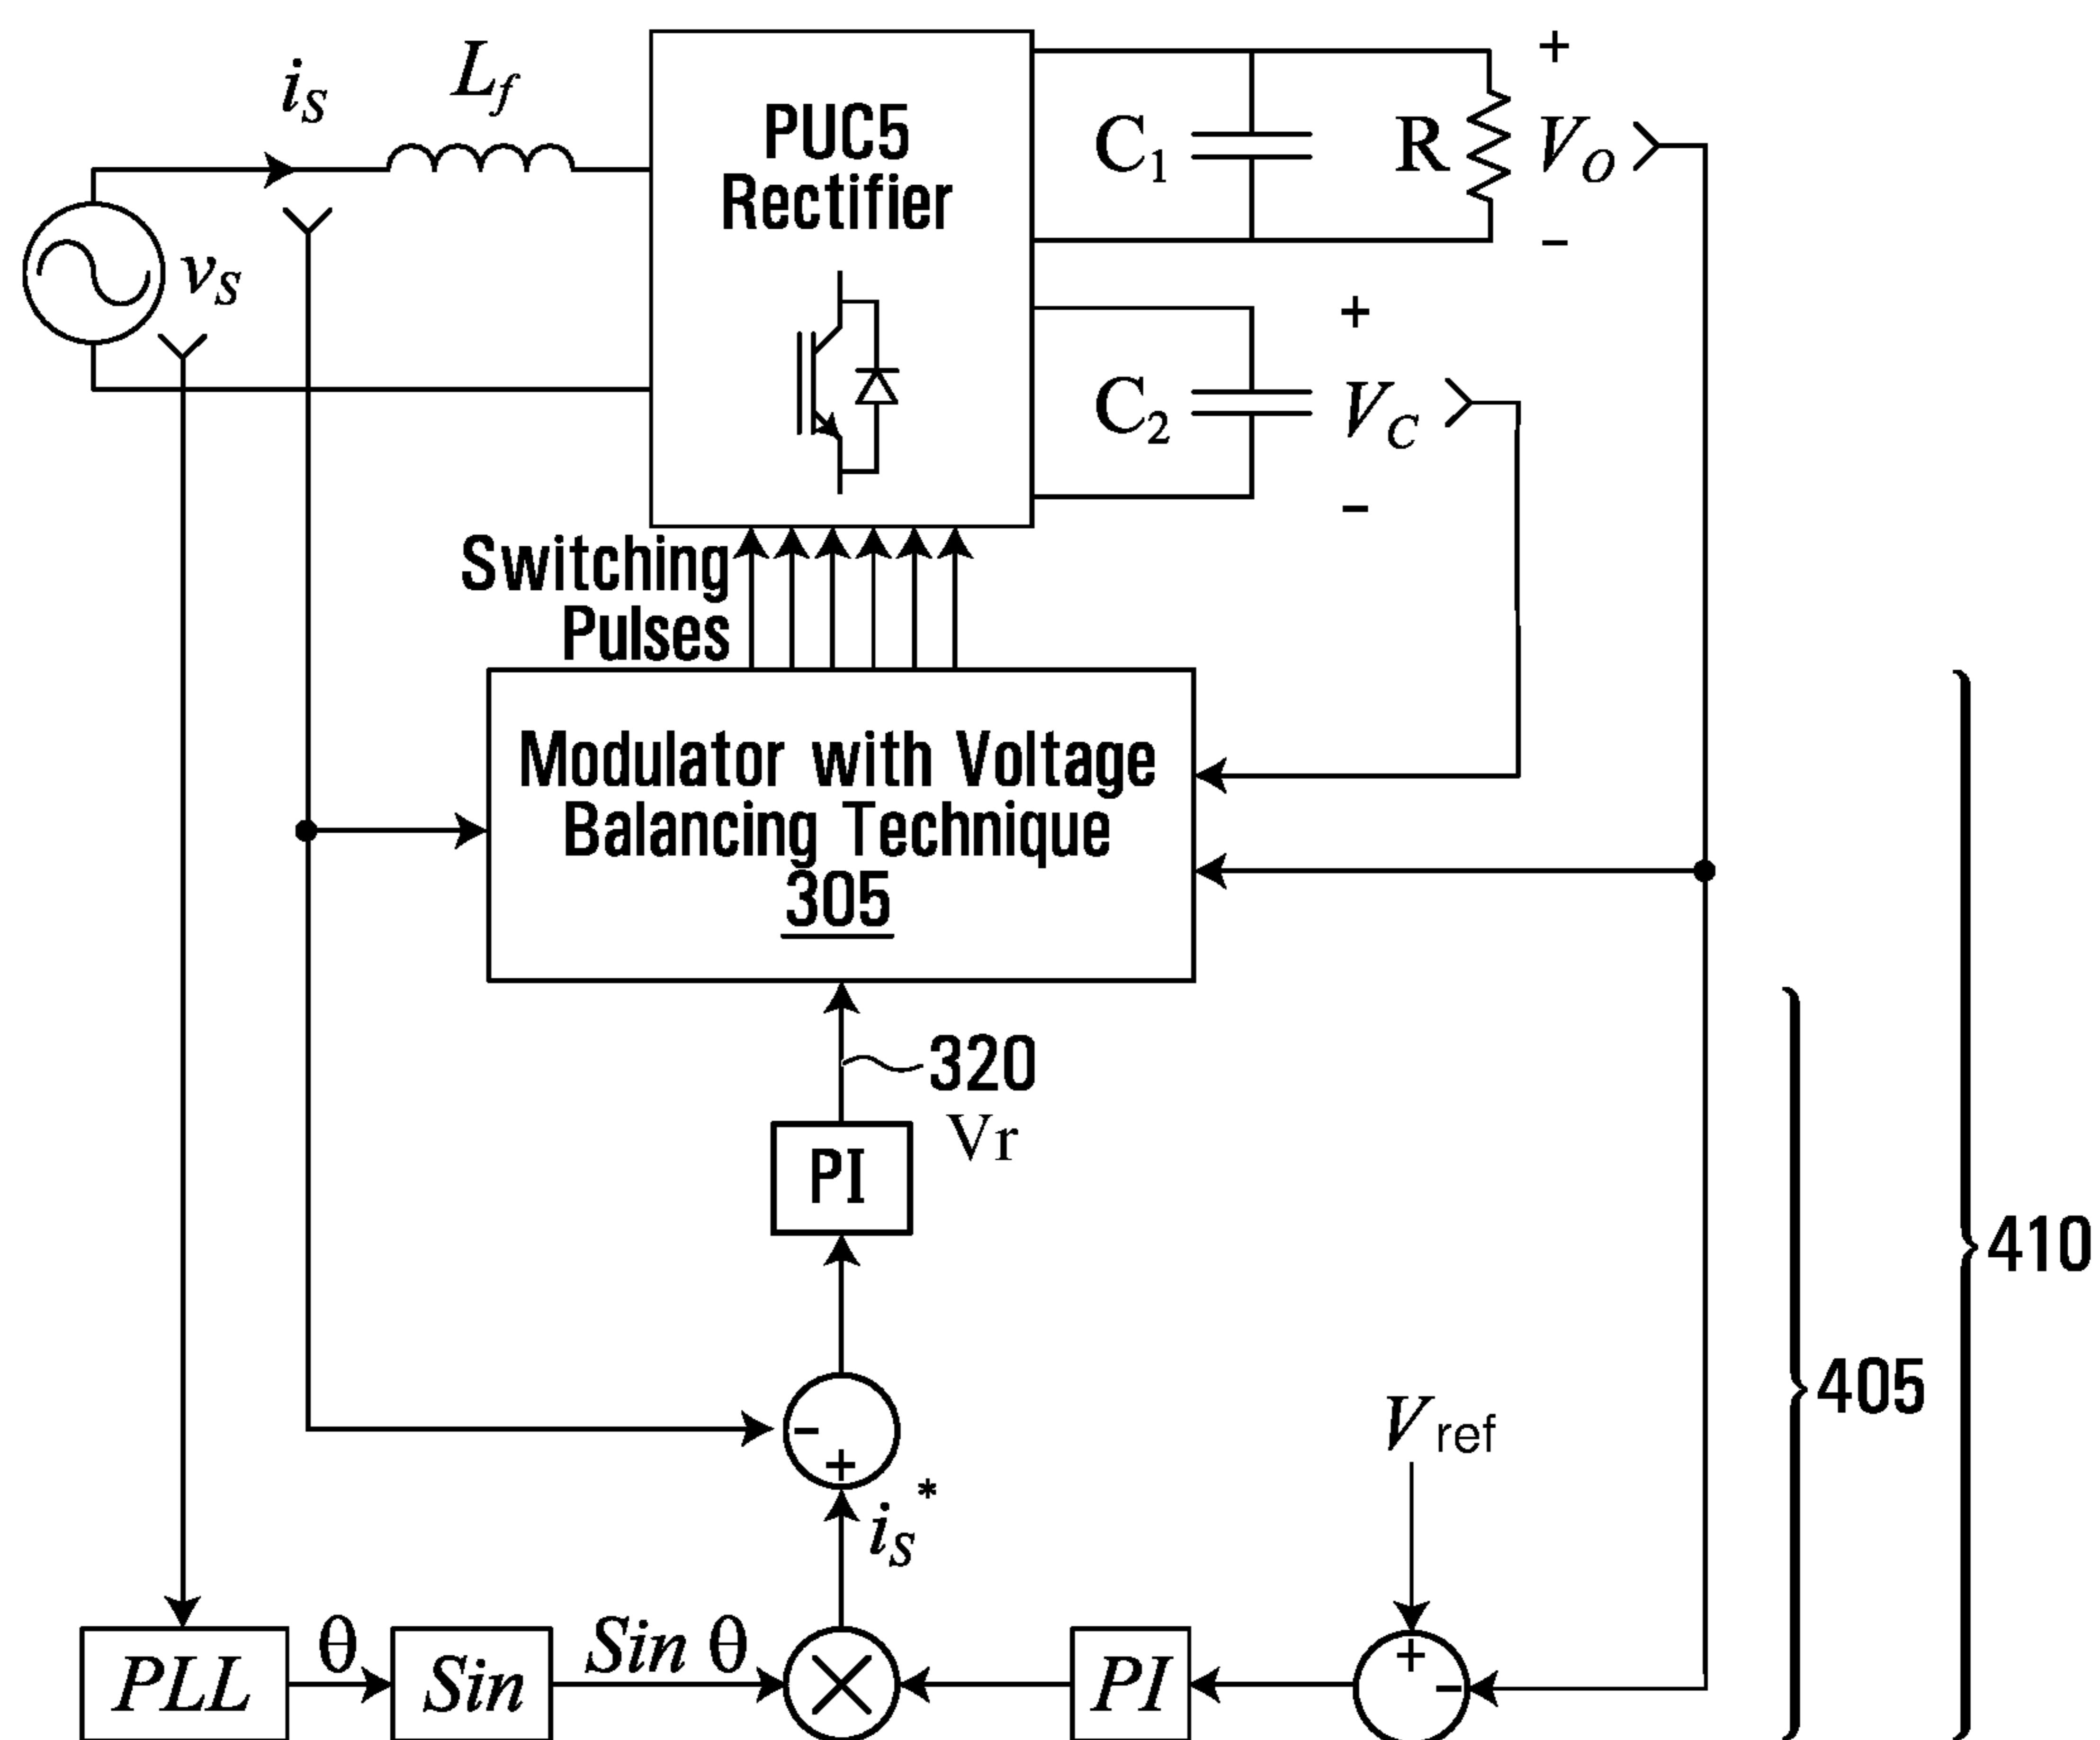 i_S
L_f
v_S
PUC5
Rectifier
C_1
R
+
V_O
-
C_2
+
V_C
-
Switching
Pulses
Modulator with Voltage
Balancing Technique
305
320
Vr
PI
-
+
i_S^*
V_ref
405
410
PLL
θ
Sin
Sin θ
PI
+
-